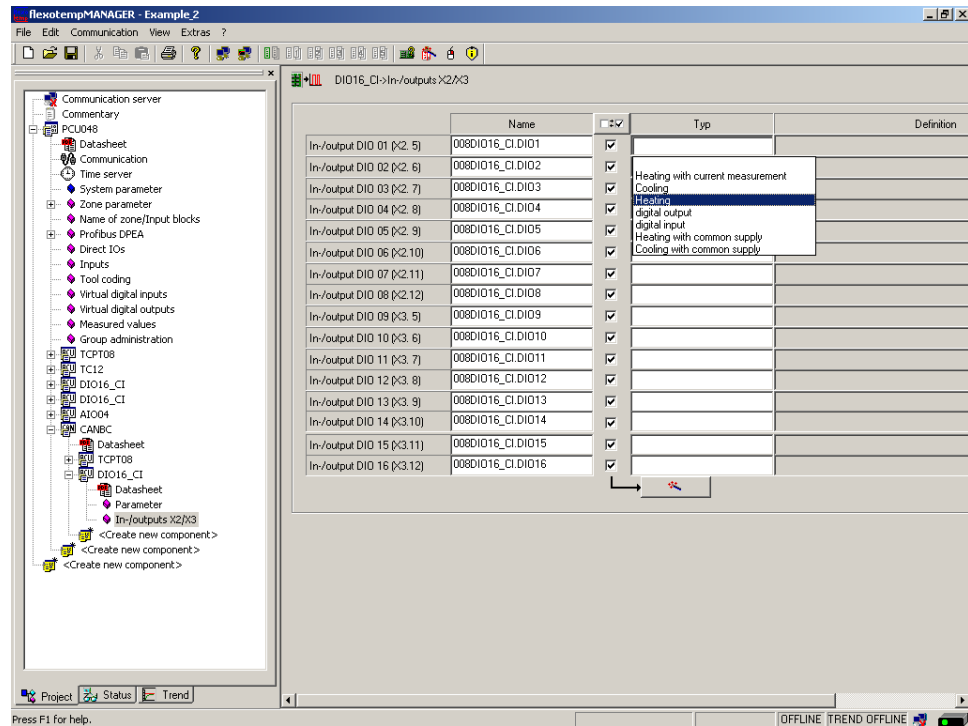 flexotempMANAGER - Example_2
File Edit Communication View Extras ?
DIO16_CI->In-/outputs X2/X3
Communication server
Commentary
PCU048
Datasheet
Communication
Time server
System parameter
Zone parameter
Name of zone/Input blocks
Profibus DPEA
Direct IOs
Inputs
Tool coding
Virtual digital inputs
Virtual digital outputs
Measured values
Group administration
TCPT08
TC12
DIO16_CI
DIO16_CI
AIO04
CANBC
Datasheet
TCPT08
DIO16_CI
Datasheet
Parameter
In-/outputs X2/X3
<Create new component>
<Create new component>
<Create new component>
Name Typ Definition
In-/output DIO 01 (X2. 5) 008DIO16_CI.DIO1
In-/output DIO 02 (X2. 6) 008DIO16_CI.DIO2
In-/output DIO 03 (X2. 7) 008DIO16_CI.DIO3
In-/output DIO 04 (X2. 8) 008DIO16_CI.DIO4
In-/output DIO 05 (X2. 9) 008DIO16_CI.DIO5
In-/output DIO 06 (X2.10) 008DIO16_CI.DIO6
In-/output DIO 07 (X2.11) 008DIO16_CI.DIO7
In-/output DIO 08 (X2.12) 008DIO16_CI.DIO8
In-/output DIO 09 (X3. 5) 008DIO16_CI.DIO9
In-/output DIO 10 (X3. 6) 008DIO16_CI.DIO10
In-/output DIO 11 (X3. 7) 008DIO16_CI.DIO11
In-/output DIO 12 (X3. 8) 008DIO16_CI.DIO12
In-/output DIO 13 (X3. 9) 008DIO16_CI.DIO13
In-/output DIO 14 (X3.10) 008DIO16_CI.DIO14
In-/output DIO 15 (X3.11) 008DIO16_CI.DIO15
In-/output DIO 16 (X3.12) 008DIO16_CI.DIO16
Heating with current measurement
Cooling
Heating
digital output
digital input
Heating with common supply
Cooling with common supply
Project Status Trend
Press F1 for help.
OFFLINE TREND OFFLINE